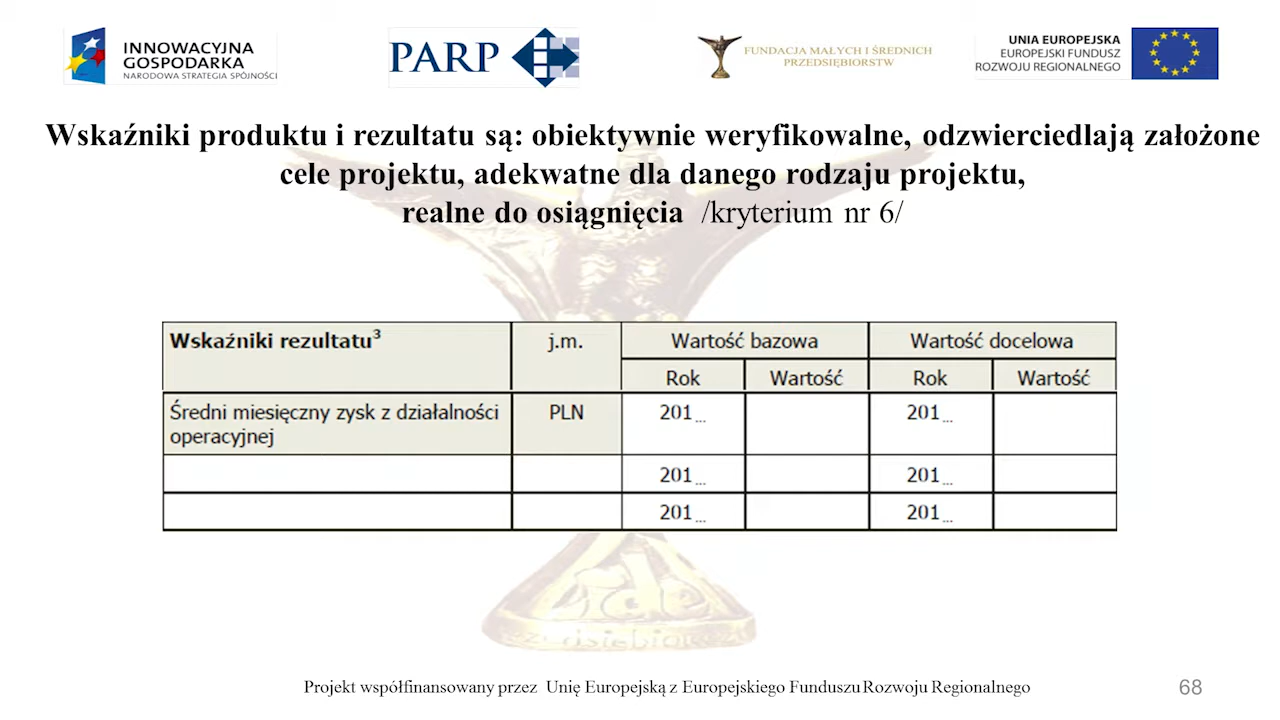 INNOWACYJNA
GOSPODARKA
NARODOWA STRATEGIA SPÓJNOŚCI
PARP
FUNDACJA MAŁYCH I ŚREDNICH
PRZEDSIĘBIORSTW
UNIA EUROPEJSKA
EUROPEJSKI FUNDUSZ
ROZWOJU REGIONALNEGO
Wskaźniki produktu i rezultatu są: obiektywnie weryfikowalne, odzwierciedlają założone
cele projektu, adekwatne dla danego rodzaju projektu,
realne do osiągnięcia /kryterium nr 6/
Wskaźniki rezultatu3 j.m. Wartość bazowa Wartość docelowa
Rok Wartość Rok Wartość
Średni miesięczny zysk z działalności PLN 201... 201...
operacyjnej
201... 201...
201... 201...
Projekt współfinansowany przez Unię Europejską z Europejskiego Funduszu Rozwoju Regionalnego
68